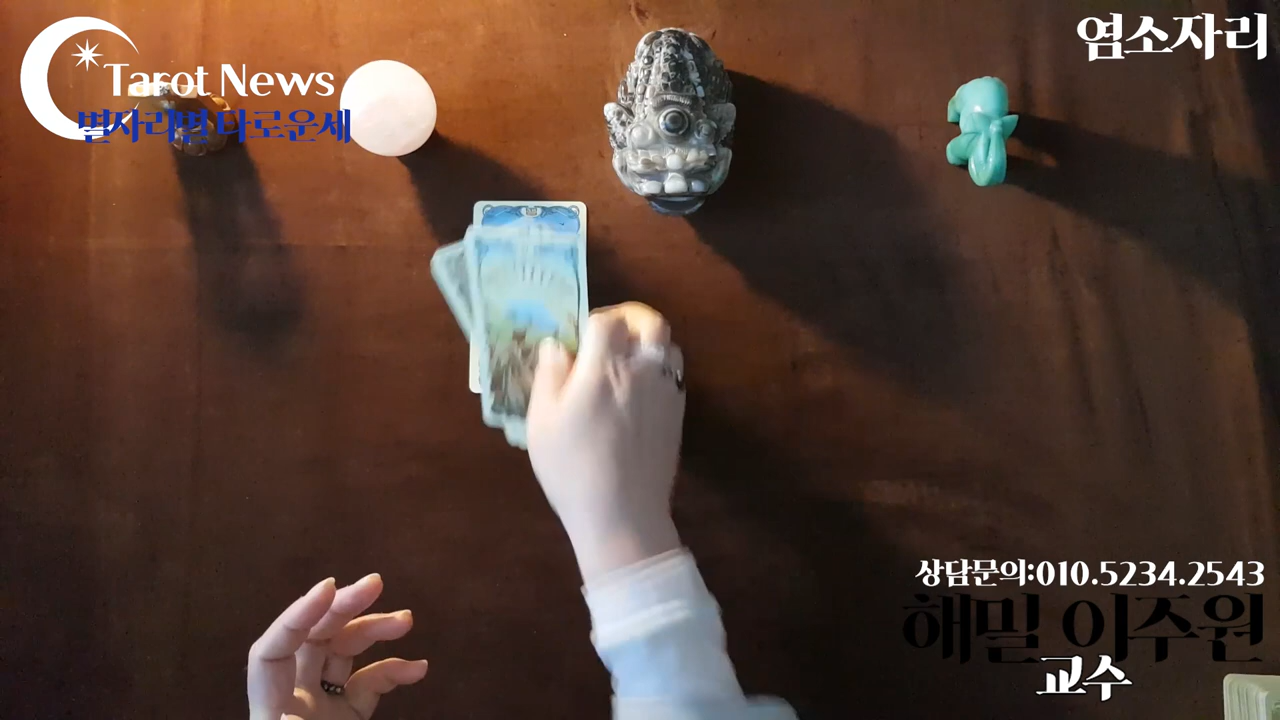 Tarot News
별자리별 타로운세
염소자리
상담문의:010.5234.2543
해밀 이주원
교수